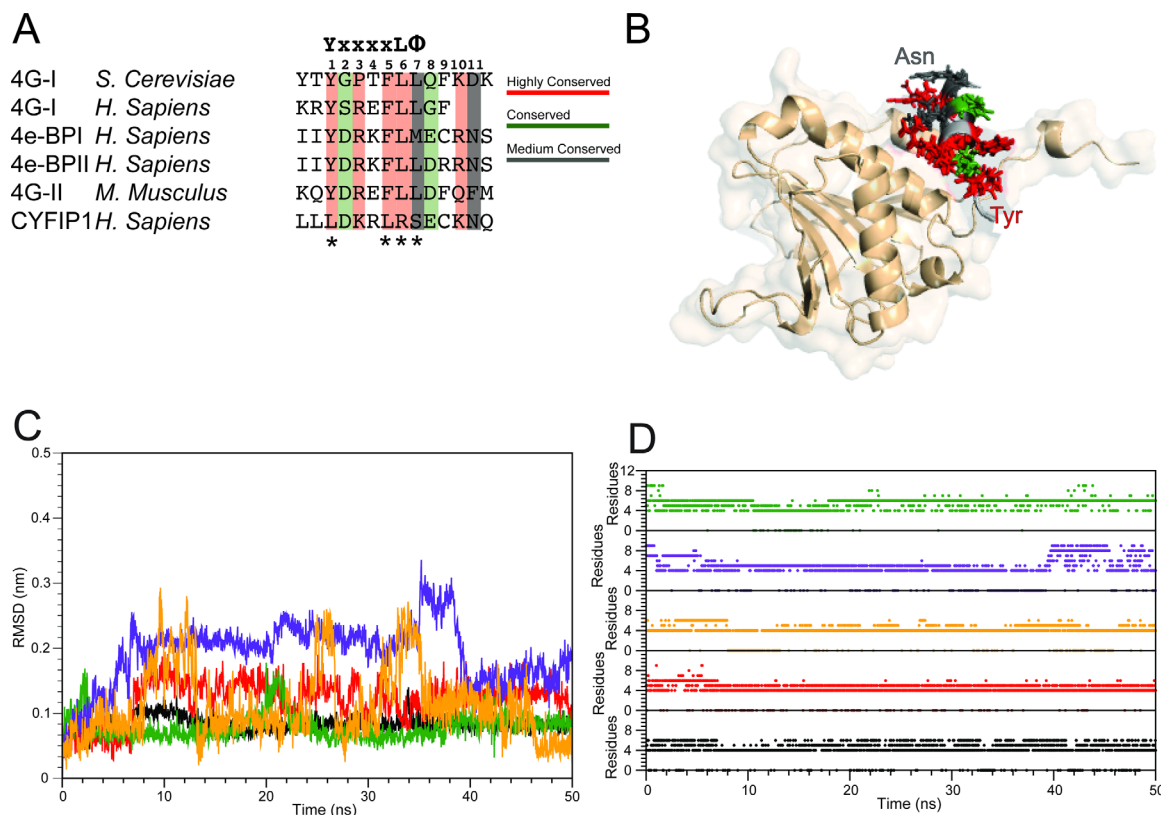 A
YxxxxLΦ
1 2 3 4 5 6 7 8 9 10 11
4G-I S. Cerevisiae YTYGPTFLLQFKDK
4G-I H. Sapiens KRYSREFLLGF
4e-BPI H. Sapiens IIYDRKFLMECRNS
4e-BPII H. Sapiens IIYDRKFLLDRRNS
4G-II M. Musculus KQYDREFLLDFQFM
CYFIP1 H. Sapiens LLLDKRLRSECKNQ
* ***
Highly Conserved
Conserved
Medium Conserved
B
Asn
Tyr
C
0.5
0.4
0.3
0.2
0.1
0
RMSD (nm)
0 10 20 30 40 50
Time (ns)
D
12
8
4
0
Residues
8
4
0
Residues
8
4
0
Residues
8
4
0
Residues
8
4
0
Residues
0 10 20 30 40 50
Time (ns)